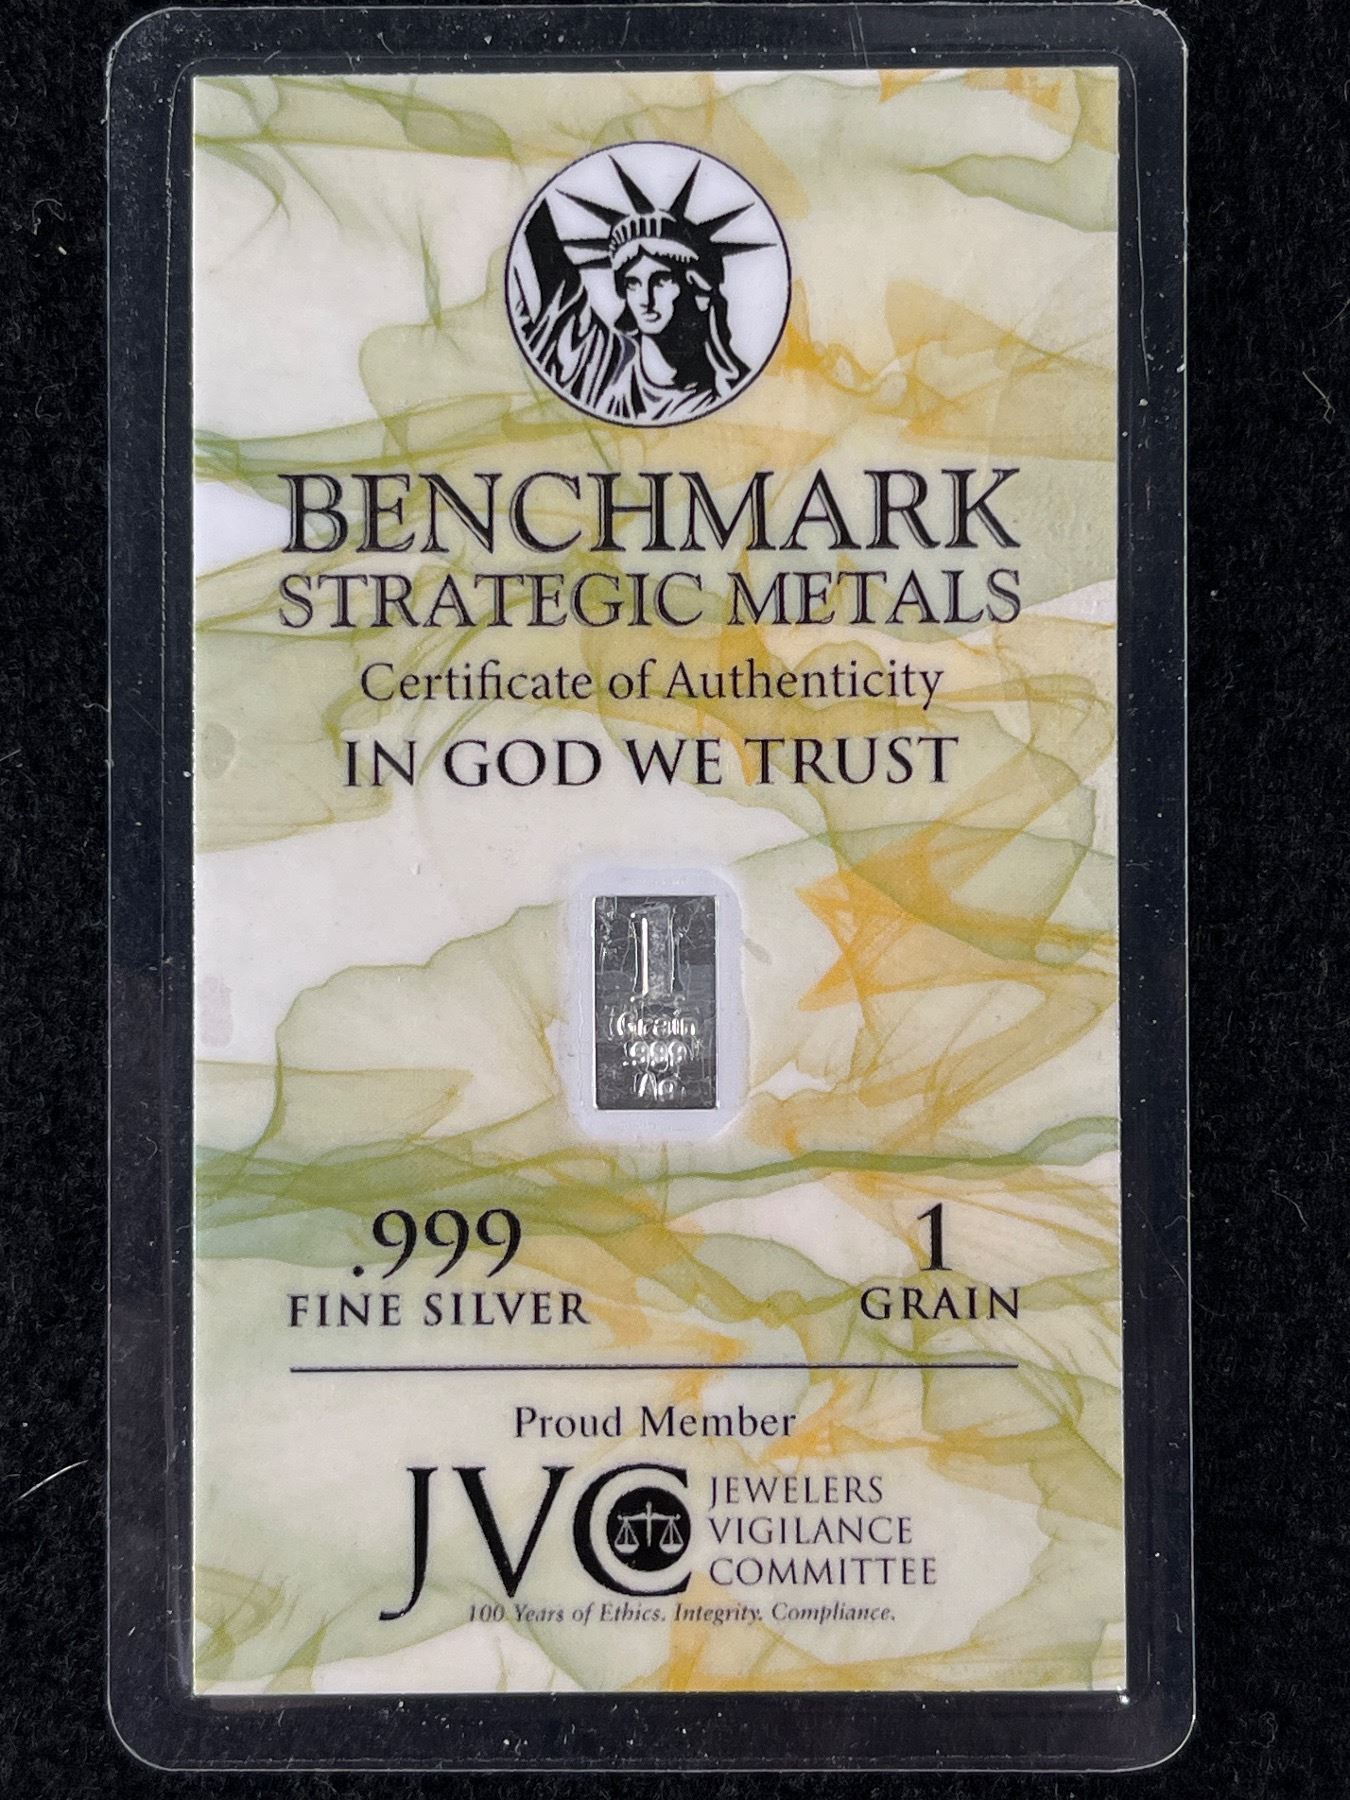 BENCHMARK
STRATEGIC METALS
Certificate of Authenticity
IN GOD WE TRUST
1
Grain
.999
Ag
.999
FINE SILVER
1
GRAIN
Proud Member
JVC
JEWELERS
VIGILANCE
COMMITTEE
100 Years of Ethics. Integrity. Compliance.